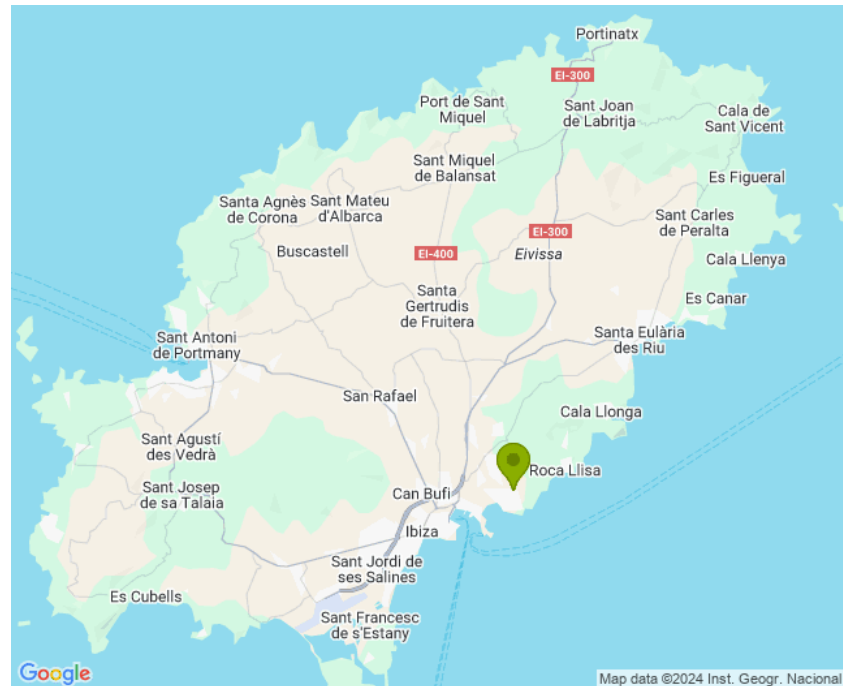 Portinatx
EI-300
Port de Sant
Miquel
Sant Joan
de Labritja
Cala de
Sant Vicent
Sant Miquel
de Balansat
Es Figueral
Santa Agnès
de Corona
Sant Mateu
d'Albarca
Sant Carles
de Peralta
EI-300
Buscastell
EI-400
Eivissa
Cala Llenya
Santa
Gertrudis
de Fruitera
Es Canar
Sant Antoni
de Portmany
Santa Eulària
des Riu
San Rafael
Cala Llonga
Sant Agustí
des Vedrà
Roca Llisa
Sant Josep
de sa Talaia
Can Bufi
Ibiza
Sant Jordi de
ses Salines
Es Cubells
Sant Francesc
de s'Estany
Google
Map data ©2024 Inst. Geogr. Nacional